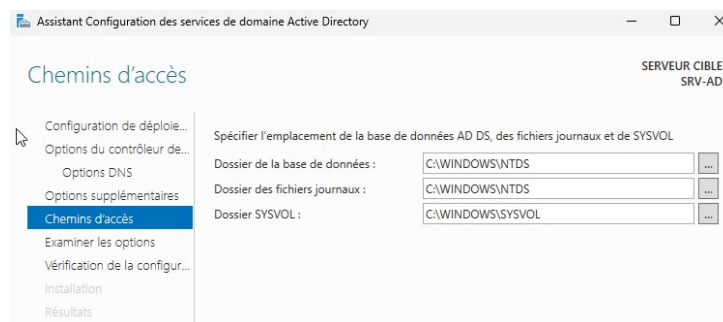 Assistant Configuration des services de domaine Active Directory
Chemins d'accès
SERVEUR CIBLE
SRV-AD
Configuration de déploie...
Options du contrôleur de...
Options DNS
Options supplémentaires
Chemins d'accès
Examiner les options
Vérification de la configur...
Installation
Résultats
Spécifier l'emplacement de la base de données AD DS, des fichiers journaux et de SYSVOL
Dossier de la base de données : C:\WINDOWS\NTDS ...
Dossier des fichiers journaux : C:\WINDOWS\NTDS ...
Dossier SYSVOL : C:\WINDOWS\SYSVOL ...